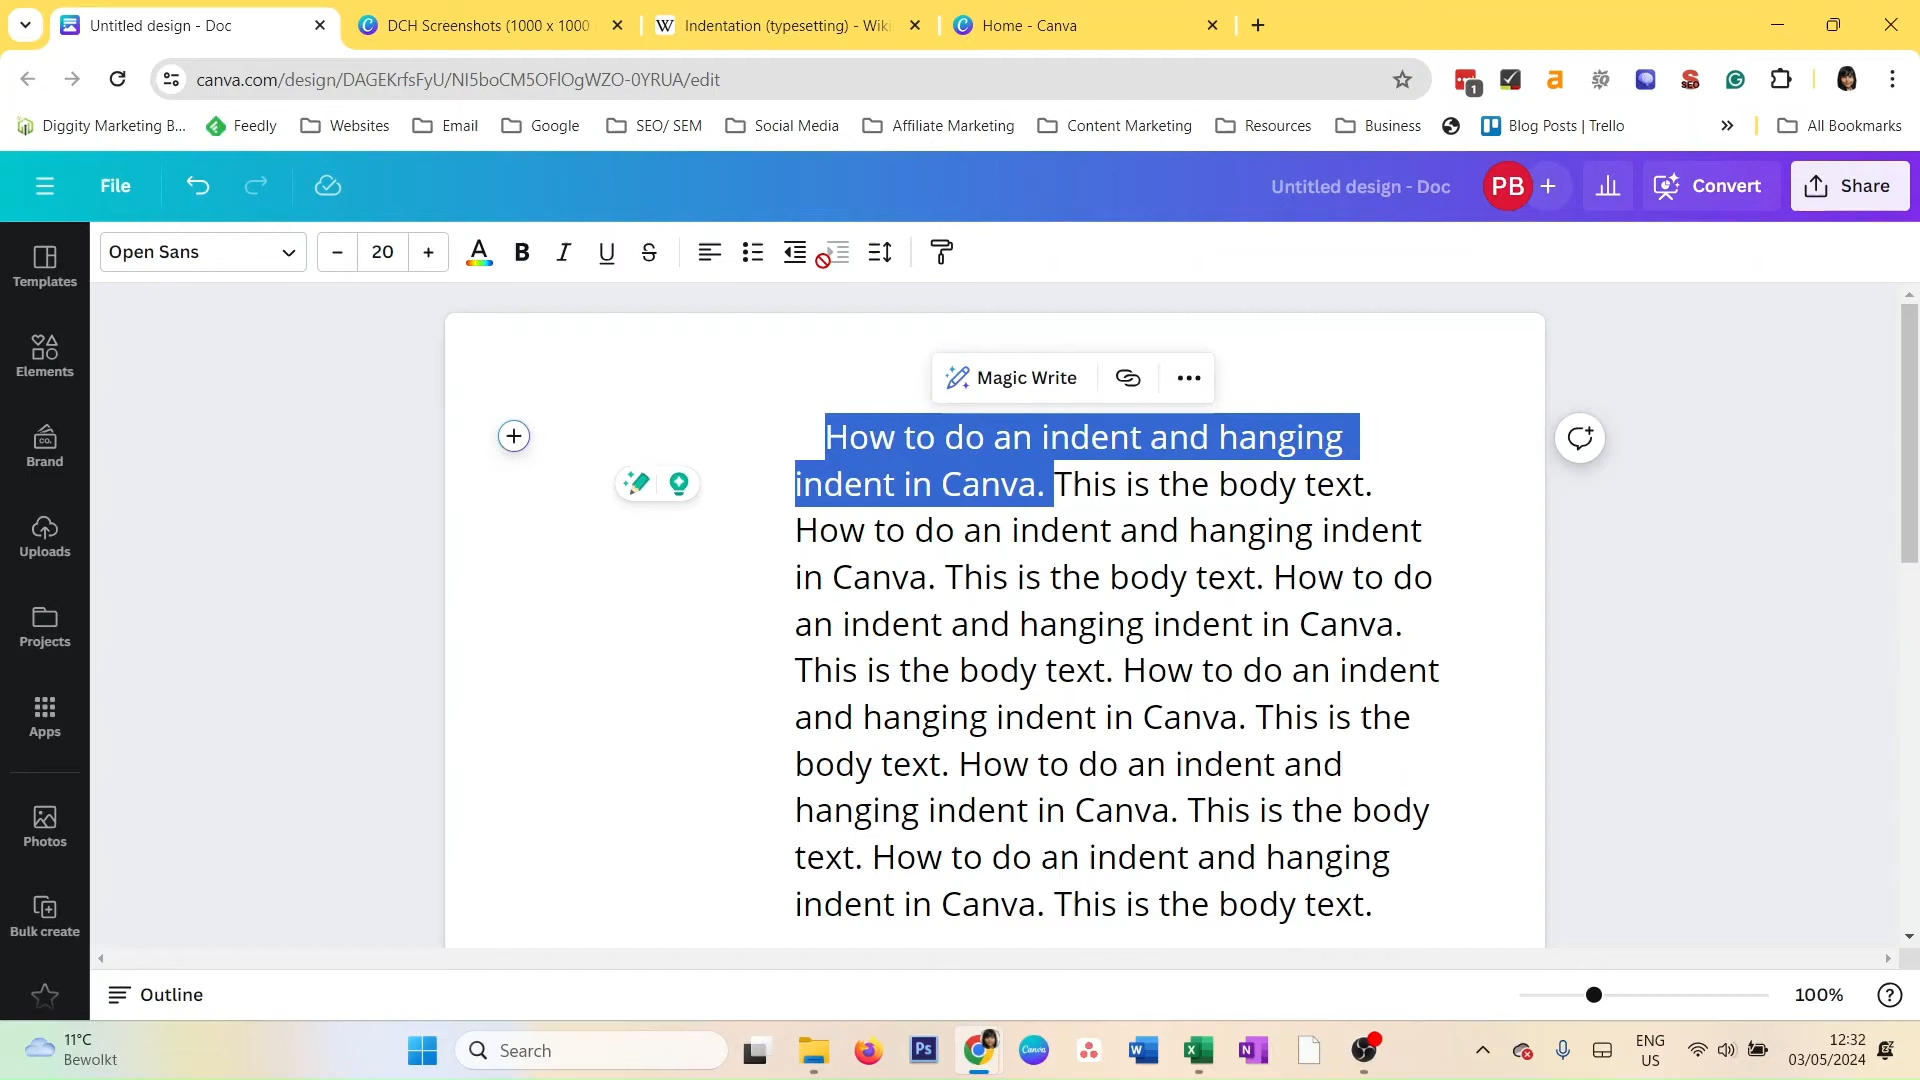 Untitled design - Doc
DCH Screenshots (1000 x 1000
Indentation (typesetting) - Wiki
Home - Canva
canva.com/design/DAGEKrfsFyU/NI5boCM5OFlOgWZO-0YRUA/edit
1
SEO
Diggity Marketing B...
Feedly
Websites
Email
Google
SEO/ SEM
Social Media
Affiliate Marketing
Content Marketing
Resources
Business
Blog Posts | Trello
All Bookmarks
File
Untitled design - Doc
PB
Convert
Share
Open Sans
20
A
B
I
U
S
Templates
Elements
Brand
Uploads
Projects
Apps
Photos
Bulk create
Magic Write
How to do an indent and hanging
indent in Canva. This is the body text.
How to do an indent and hanging indent
in Canva. This is the body text. How to do
an indent and hanging indent in Canva.
This is the body text. How to do an indent
and hanging indent in Canva. This is the
body text. How to do an indent and
hanging indent in Canva. This is the body
text. How to do an indent and hanging
indent in Canva. This is the body text.
Outline
100%
11°C
Bewolkt
Search
Ps
Canva
ENG
US
12:32
03/05/2024